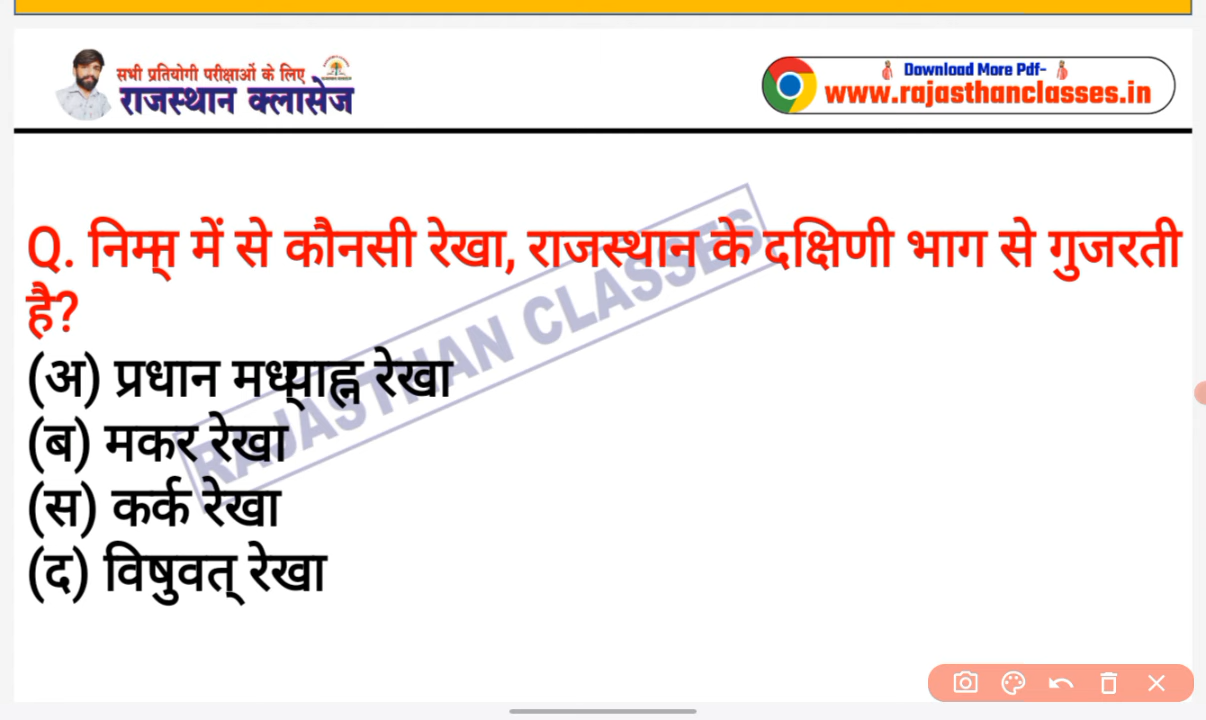 सभी प्रतियोगी परीक्षाओं के लिए
राजस्थान क्लासेज
Download More Pdf-
www.rajasthanclasses.in
Q. निम्न में से कौनसी रेखा, राजस्थान के दक्षिणी भाग से गुजरती
है?
(अ) प्रधान मध्याह्न रेखा
(ब) मकर रेखा
(स) कर्क रेखा
(द) विषुवत् रेखा
RAJASTHAN CLASSES